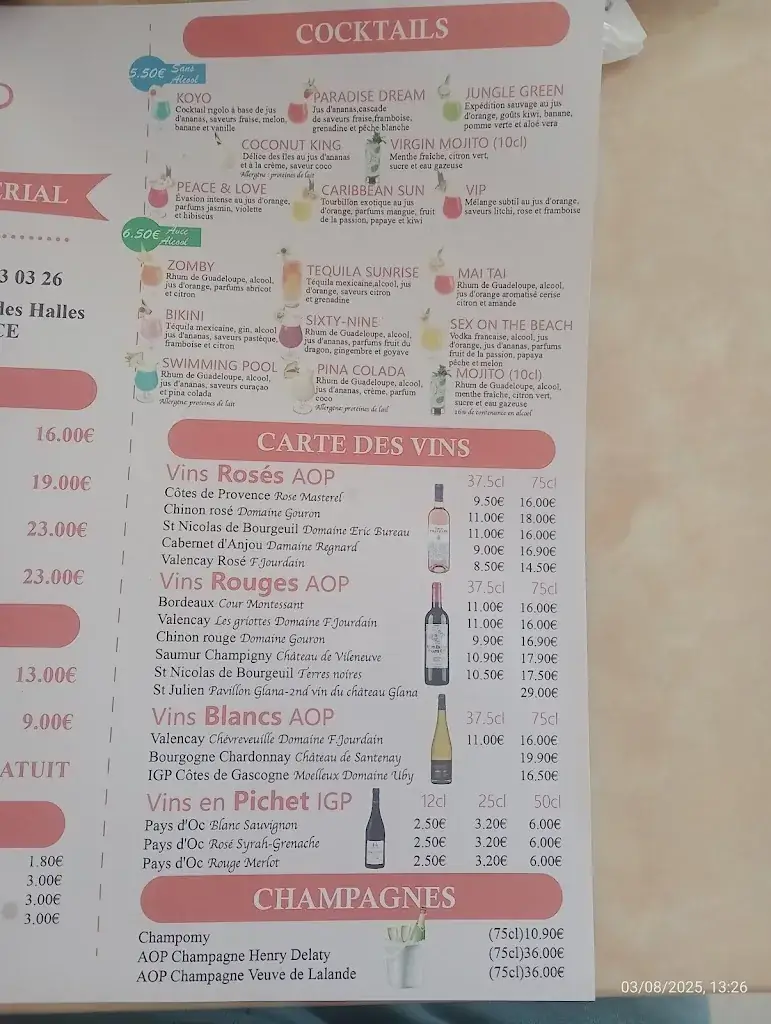 ERIAL
3 03 26
des Halles
CE
16.00€
19.00€
23.00€
23.00€
13.00€
9.00€
ATUIT
1.80€
3.00€
3.00€
3.00€
COCKTAILS
5.50€ Sans Alcool
KOYO
Cocktail rigolo à base de jus
d'ananas, saveurs fraise, melon,
banane et vanille
PARADISE DREAM
Jus d'ananas,cascade
de saveurs fraise,framboise,
grenadine et pêche blanche
JUNGLE GREEN
Expédition sauvage au jus
d'orange, goûts kiwi, banane,
pomme verte et aloé vera
COCONUT KING
Délice des îles au jus d'ananas
et à la crème, saveur coco
Allergène : proteines de lait
VIRGIN MOJITO (10cl)
Menthe fraîche, citron vert,
sucre et eau gazeuse
PEACE & LOVE
Évasion intense au jus d'orange,
parfums jasmin, violette
et hibiscus
CARIBBEAN SUN
Tourbillon exotique au jus
d'orange, parfums mangue, fruit
de la passion, papaye et kiwi
VIP
Mélange subtil au jus d'orange,
saveurs litchi, rose et framboise
6.50€ Avec Alcool
ZOMBY
Rhum de Guadeloupe, alcool,
jus d'orange, parfums abricot
et citron
TEQUILA SUNRISE
Téquila mexicaine,alcool, jus
d'orange, saveurs citron
et grenadine
MAI TAI
Rhum de Guadeloupe, alcool,
jus d'orange aromatisé cerise
citron et amande
BIKINI
Téquila mexicaine, gin, alcool
jus d'ananas, saveurs pastèque,
framboise et citron
SIXTY-NINE
Rhum de Guadeloupe, alcool,
jus d'ananas, parfums fruit du
dragon, gingembre et goyave
SEX ON THE BEACH
Vodka francaise, alcool, jus
d'orange, jus d'ananas, parfums
fruit de la passion, papaya
pêche et melon
SWIMMING POOL
Rhum de Guadeloupe, alcool,
jus d'ananas, saveurs curaçao
et pina colada
Allergène: proteines de lait
PINA COLADA
Rhum de Guadeloupe, alcool,
jus d'ananas, crème, parfum
coco
Allergène: proteines de lait
MOJITO (10cl)
Rhum de Guadeloupe, alcool,
menthe fraîche, citron vert,
sucre et eau gazeuse
16% de contenance en alcool
CARTE DES VINS
Vins Rosés AOP 37.5cl 75cl
Côtes de Provence Rose Masterel 9.50€ 16.00€
Chinon rosé Domaine Gouron 11.00€ 18.00€
St Nicolas de Bourgeuil Domaine Eric Bureau 11.00€ 16.00€
Cabernet d'Anjou Damaine Regnard 9.00€ 16.90€
Valencay Rosé F.Jourdain 8.50€ 14.50€
Vins Rouges AOP 37.5cl 75cl
Bordeaux Cour Montessant 11.00€ 16.00€
Valencay Les griottes Domaine F.Jourdain 11.00€ 16.00€
Chinon rouge Domaine Gouron 9.90€ 16.90€
Saumur Champigny Château de Vileneuve 10.90€ 17.90€
St Nicolas de Bourgeuil Terres noires 10.50€ 17.50€
St Julien Pavillon Glana-2nd vin du château Glana 29.00€
Vins Blancs AOP 37.5cl 75cl
Valencay Chèvreveuille Domaine F.Jourdain 11.00€ 16.00€
Bourgogne Chardonnay Château de Santenay 19.90€
IGP Côtes de Gascogne Moelleux Domaine Uby 16.50€
Vins en Pichet IGP 12cl 25cl 50cl
Pays d'Oc Blanc Sauvignon 2.50€ 3.20€ 6.00€
Pays d'Oc Rosé Syrah-Grenache 2.50€ 3.20€ 6.00€
Pays d'Oc Rouge Merlot 2.50€ 3.20€ 6.00€
CHAMPAGNES
Champomy (75cl)10.90€
AOP Champagne Henry Delaty (75cl)36.00€
AOP Champagne Veuve de Lalande (75cl)36.00€
03/08/2025, 13:26